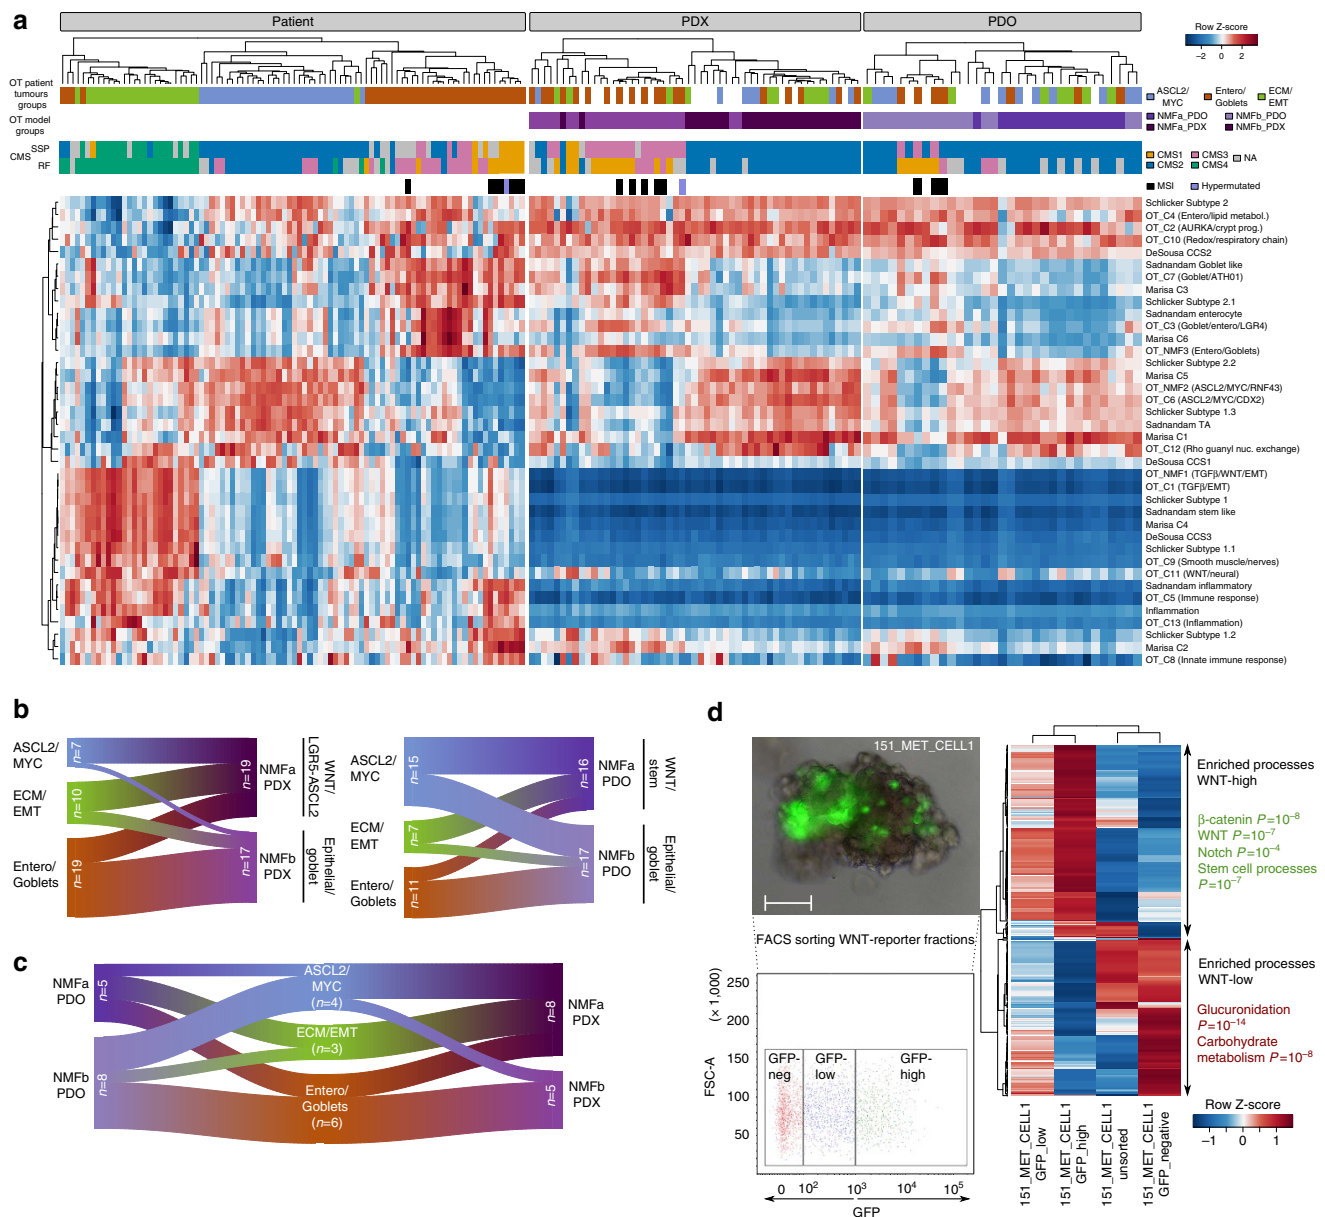 a
Patient
PDX
PDO
Row Z-score
−2 0 2
OT patient
tumours
groups
OT model
groups
CMS
SSP
RF
ASCL2/
MYC
Entero/
Goblets
ECM/
EMT
NMFa_PDO
NMFb_PDO
NMFa_PDX
NMFb_PDX
CMS1
CMS3
NA
CMS2
CMS4
MSI
Hypermutated
Schlicker Subtype 2
OT_C4 (Entero/lipid metabol.)
OT_C2 (AURKA/crypt prog.)
OT_C10 (Redox/respiratory chain)
DeSousa CCS2
Sadnandam Goblet like
OT_C7 (Goblet/ATH01)
Marisa C3
Schlicker Subtype 2.1
Sadnandam enterocyte
OT_C3 (Goblet/entero/LGR4)
Marisa C6
OT_NMF3 (Entero/Goblets)
Schlicker Subtype 2.2
Marisa C5
OT_NMF2 (ASCL2/MYC/RNF43)
OT_C6 (ASCL2/MYC/CDX2)
Schlicker Subtype 1.3
Sadnandam TA
Marisa C1
OT_C12 (Rho guanyl nuc. exchange)
DeSousa CCS1
OT_NMF1 (TGFβ/WNT/EMT)
OT_C1 (TGFβ/EMT)
Schlicker Subtype 1
Sadnandam stem like
Marisa C4
DeSousa CCS3
Schlicker Subtype 1.1
OT_C9 (Smooth muscle/nerves)
OT_C11 (WNT/neural)
Sadnandam inflammatory
OT_C5 (Immune response)
Inflammation
OT_C13 (Inflammation)
Schlicker Subtype 1.2
Marisa C2
OT_C8 (Innate immune response)
b
ASCL2/
MYC
n=7
ECM/
EMT
n=10
Entero/
Goblets
n=19
n=19
NMFa
PDX
n=17
NMFb
PDX
WNT/
LGR5-ASCL2
Epithelial/
goblet
ASCL2/
MYC
n=15
ECM/
EMT
n=7
Entero/
Goblets
n=11
n=16
NMFa
PDO
n=17
NMFb
PDO
WNT/
stem
Epithelial/
goblet
c
NMFa
PDO
n=5
NMFb
PDO
n=8
ASCL2/
MYC
(n=4)
ECM/EMT
(n=3)
Entero/
Goblets
(n=6)
n=8
NMFa
PDX
n=5
NMFb
PDX
d
151_MET_CELL1
FACS sorting WNT-reporter fractions
FSC-A
(× 1,000)
250
200
150
100
50
GFP-
neg
GFP-
low
GFP-
high
0 10² 10³ 10⁴ 10⁵
GFP
Enriched processes
WNT-high
β-catenin P=10⁻⁸
WNT P=10⁻⁷
Notch P=10⁻⁴
Stem cell processes
P=10⁻⁷
Enriched processes
WNT-low
Glucuronidation
P=10⁻¹⁴
Carbohydrate
metabolism P=10⁻⁸
151_MET_CELL1
GFP_low
151_MET_CELL1
GFP_high
151_MET_CELL1
unsorted
151_MET_CELL1
GFP_negative
Row Z-score
−1 0 1